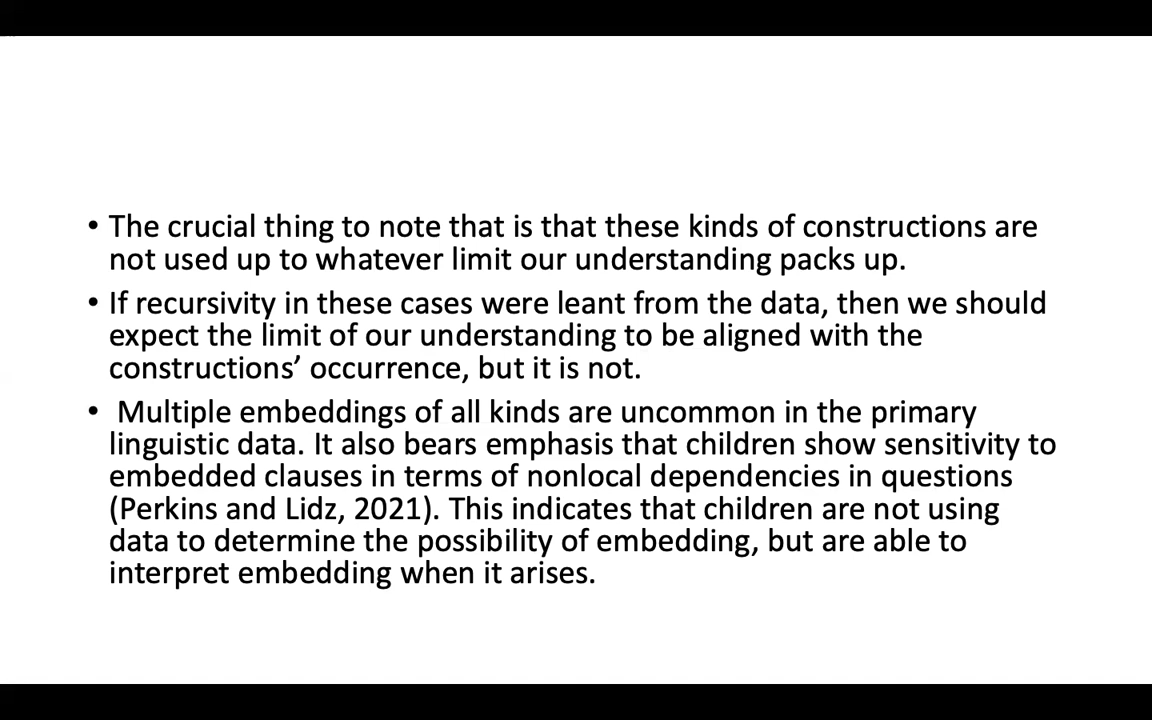 • The crucial thing to note that is that these kinds of constructions are
not used up to whatever limit our understanding packs up.
• If recursivity in these cases were leant from the data, then we should
expect the limit of our understanding to be aligned with the
constructions’ occurrence, but it is not.
• Multiple embeddings of all kinds are uncommon in the primary
linguistic data. It also bears emphasis that children show sensitivity to
embedded clauses in terms of nonlocal dependencies in questions
(Perkins and Lidz, 2021). This indicates that children are not using
data to determine the possibility of embedding, but are able to
interpret embedding when it arises.